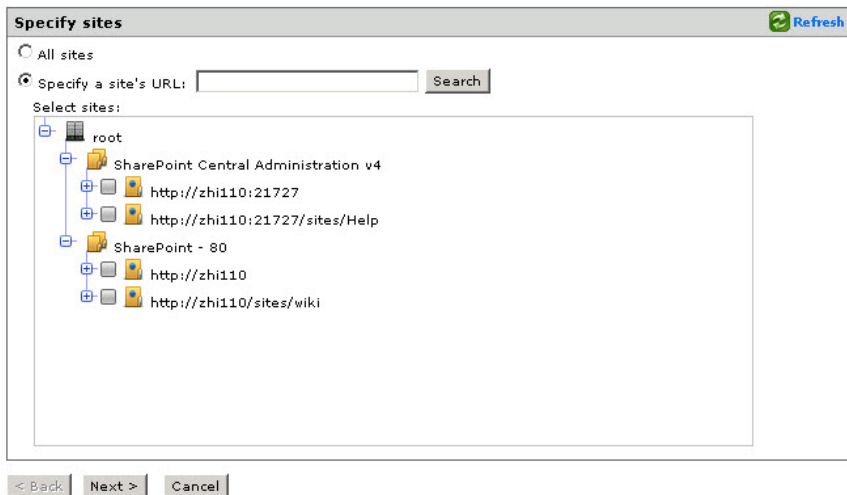 Specify sites
Refresh
All sites
Specify a site's URL:
Search
Select sites:
root
SharePoint Central Administration v4
http://zhi110:21727
http://zhi110:21727/sites/Help
SharePoint - 80
http://zhi110
http://zhi110/sites/wiki
< Back
Next >
Cancel